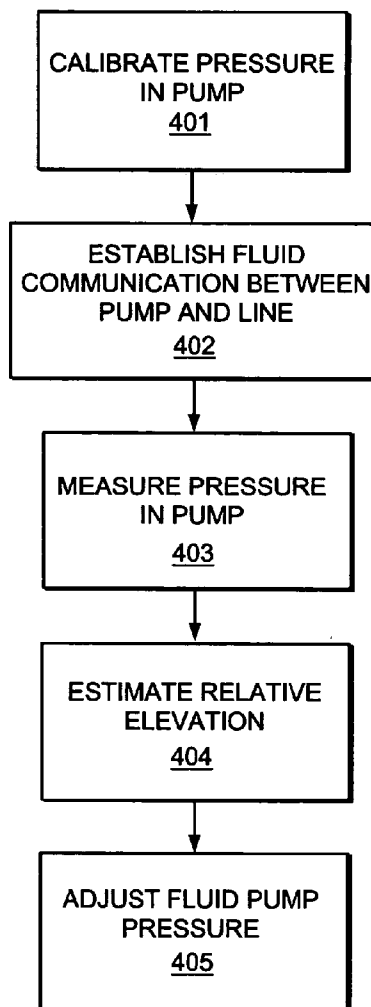 CALIBRATE PRESSURE
IN PUMP
401
ESTABLISH FLUID
COMMUNICATION BETWEEN
PUMP AND LINE
402
MEASURE PRESSURE
IN PUMP
403
ESTIMATE RELATIVE
ELEVATION
404
ADJUST FLUID PUMP
PRESSURE
405